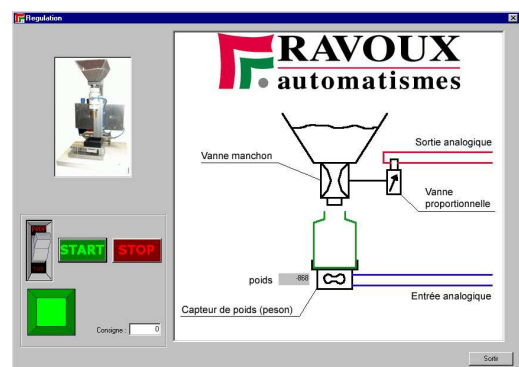 Regulation
RAVOUX
automatismes
Sortie analogique
Vanne manchon
Vanne
proportionnelle
START
STOP
poids
-868
Entrée analogique
Capteur de poids (peson)
Consigne :
0
Sortir